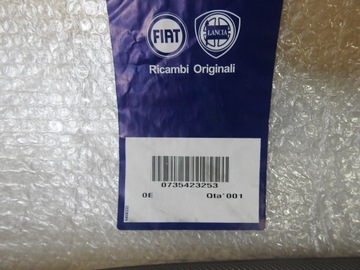 FIAT LANCIA
Ricambi Originali
0735423253
0E Qta' 001